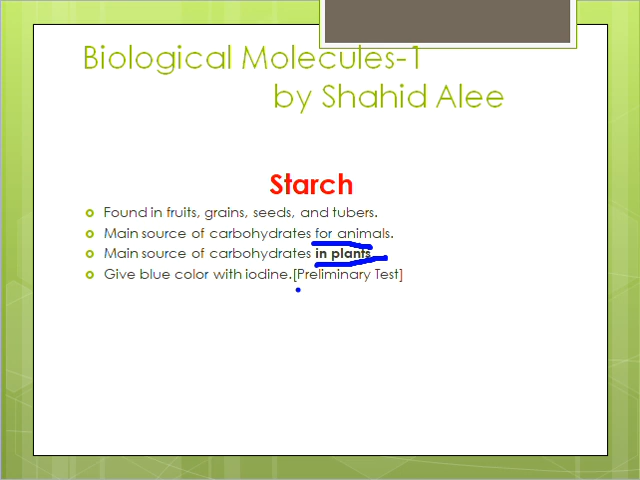 Biological Molecules-1
by Shahid Alee
Starch
Found in fruits, grains, seeds, and tubers.
Main source of carbohydrates for animals.
Main source of carbohydrates in plants.
Give blue color with iodine.[Preliminary Test]